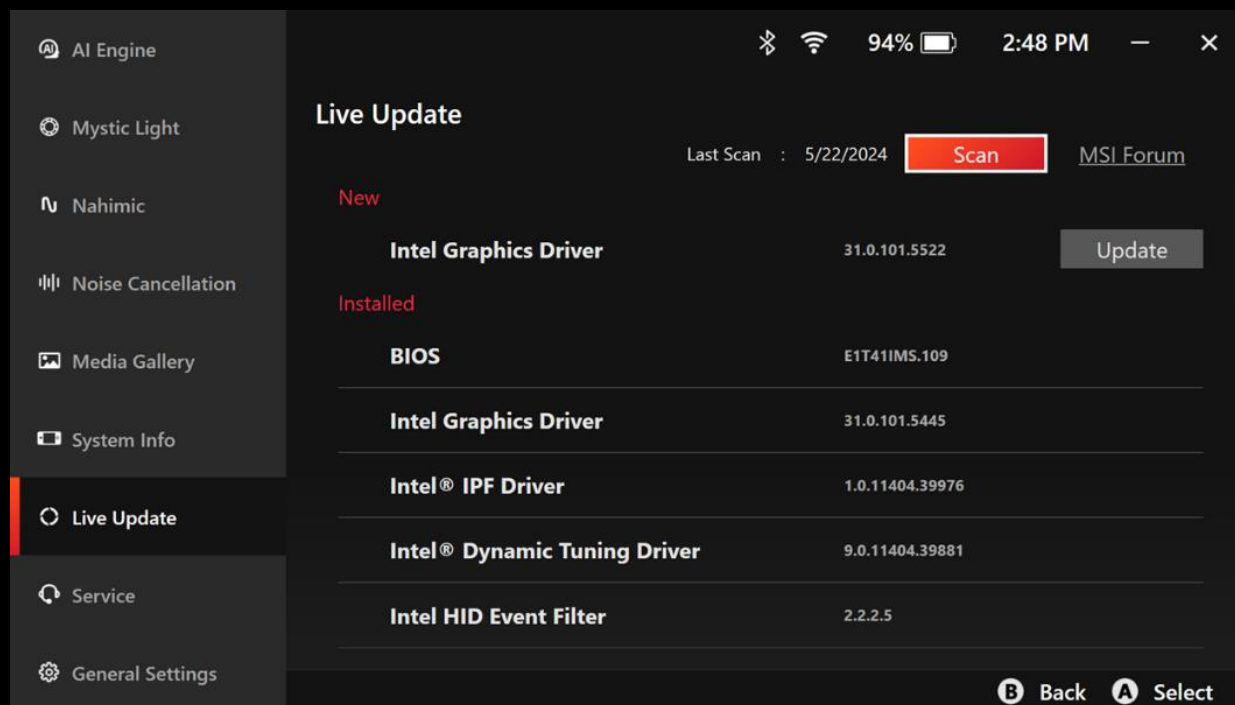 AI Engine
Mystic Light
Nahimic
Noise Cancellation
Media Gallery
System Info
Live Update
Service
General Settings
94% 2:48 PM
Live Update
Last Scan : 5/22/2024 Scan MSI Forum
New
Intel Graphics Driver 31.0.101.5522 Update
Installed
BIOS E1T41IMS.109
Intel Graphics Driver 31.0.101.5445
Intel® IPF Driver 1.0.11404.39976
Intel® Dynamic Tuning Driver 9.0.11404.39881
Intel HID Event Filter 2.2.2.5
B Back A Select